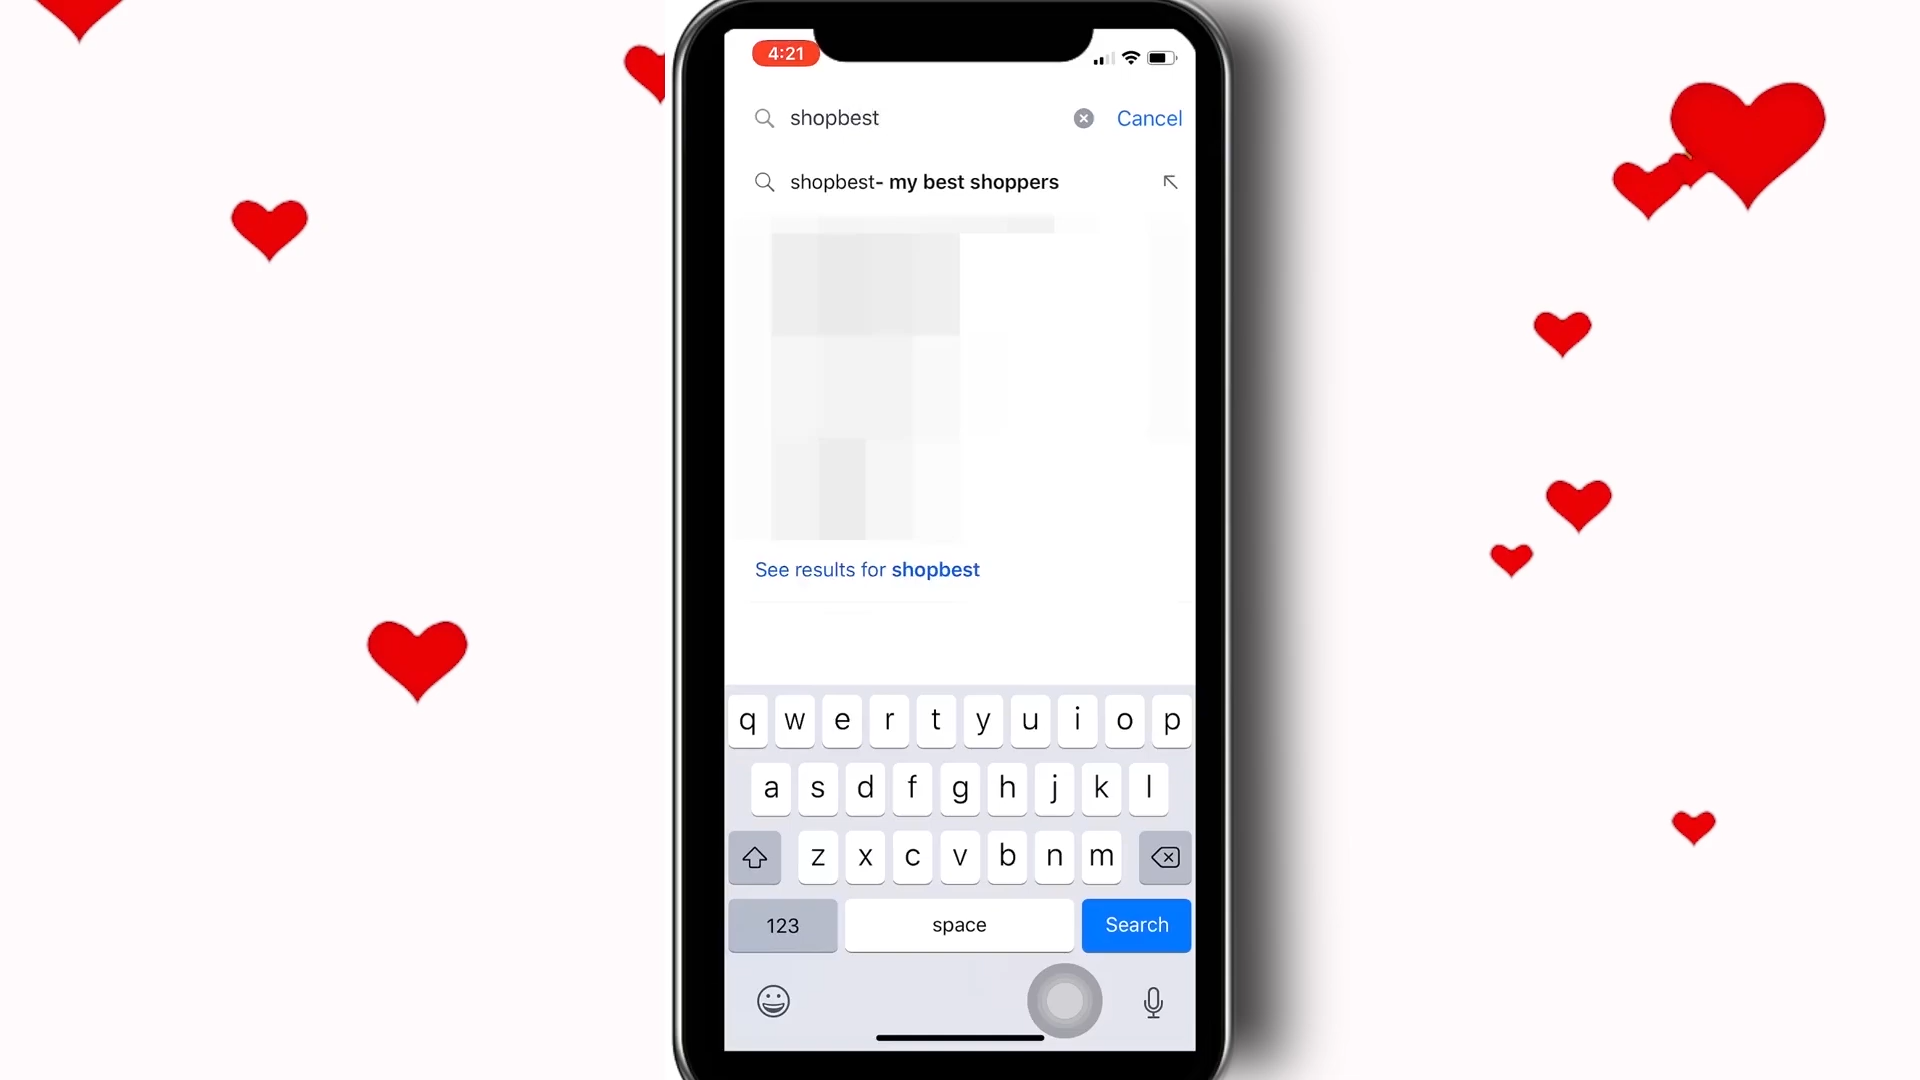 4:21
shopbest
Cancel
shopbest- my best shoppers
See results for shopbest
q w e r t y u i o p
a s d f g h j k l
z x c v b n m
123
space
Search